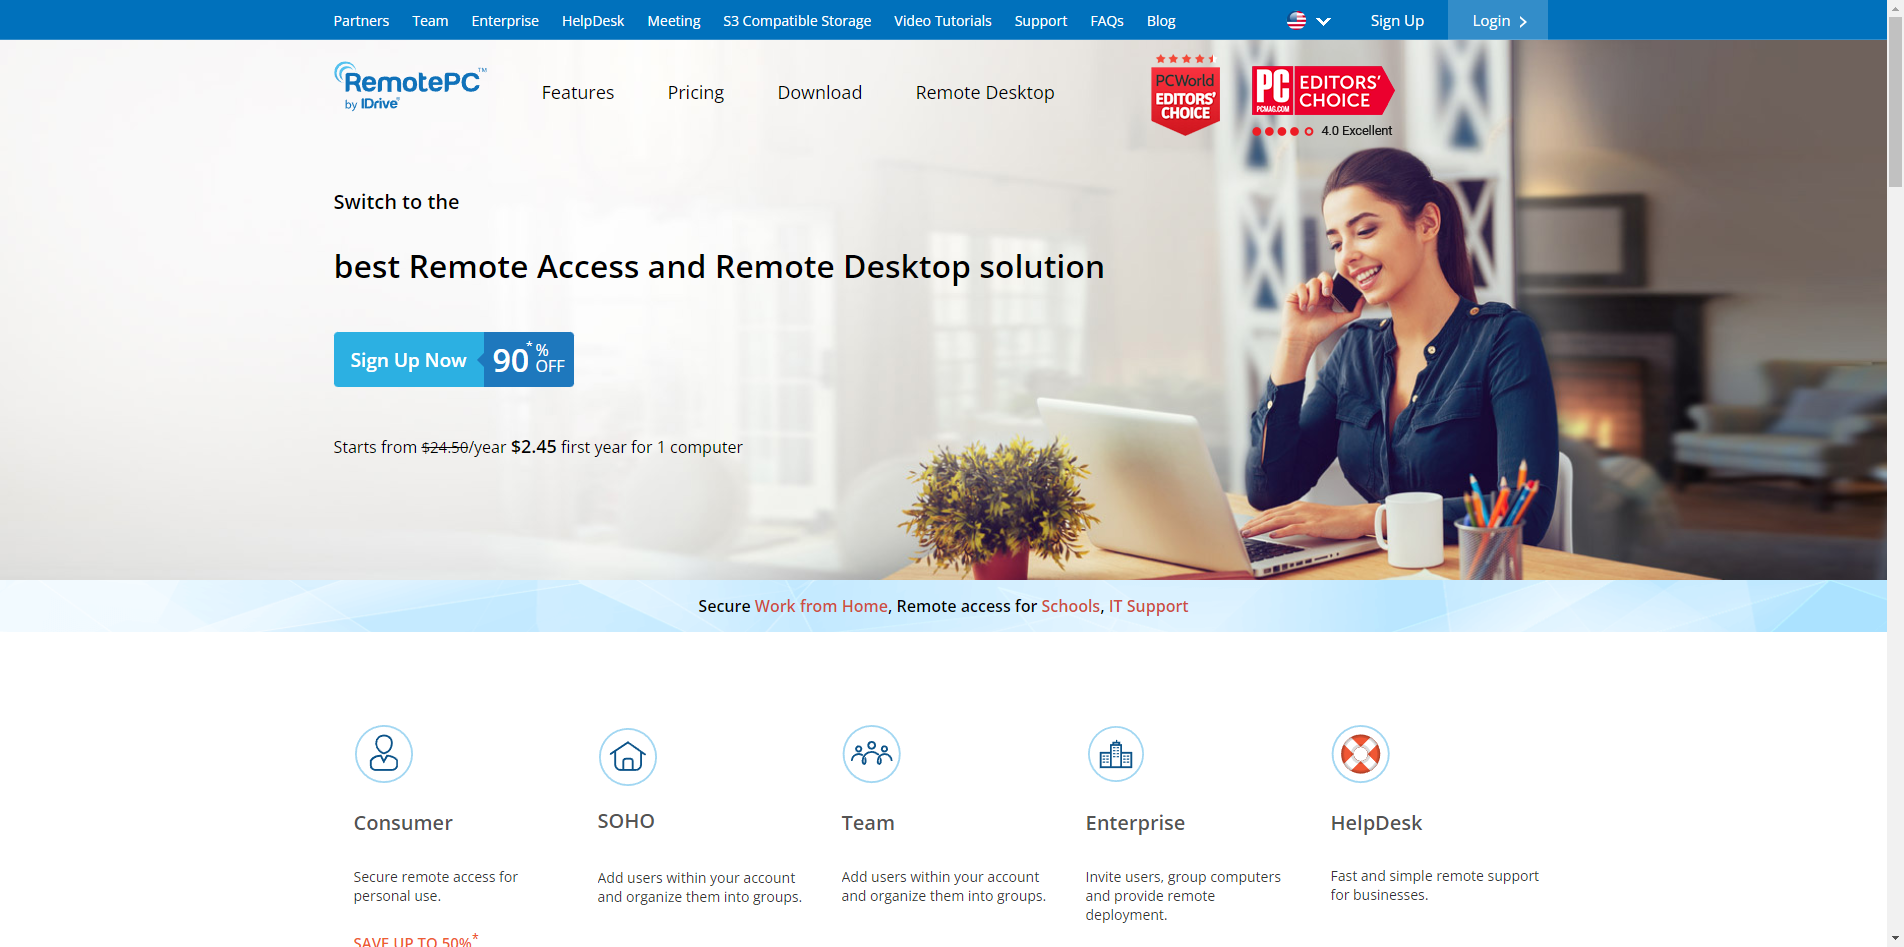 Partners Team Enterprise HelpDesk Meeting S3 Compatible Storage Video Tutorials Support FAQs Blog Sign Up Login
RemotePC™
by IDrive®
Features Pricing Download Remote Desktop
PCWorld
EDITORS'
CHOICE
PC
PCMAG.COM
EDITORS'
CHOICE
4.0 Excellent
Switch to the
best Remote Access and Remote Desktop solution
Sign Up Now 90*% OFF
Starts from $24.50/year $2.45 first year for 1 computer
Secure Work from Home, Remote access for Schools, IT Support
Consumer
Secure remote access for
personal use.
SAVE UP TO 50%*
SOHO
Add users within your account
and organize them into groups.
Team
Add users within your account
and organize them into groups.
Enterprise
Invite users, group computers
and provide remote
deployment.
HelpDesk
Fast and simple remote support
for businesses.